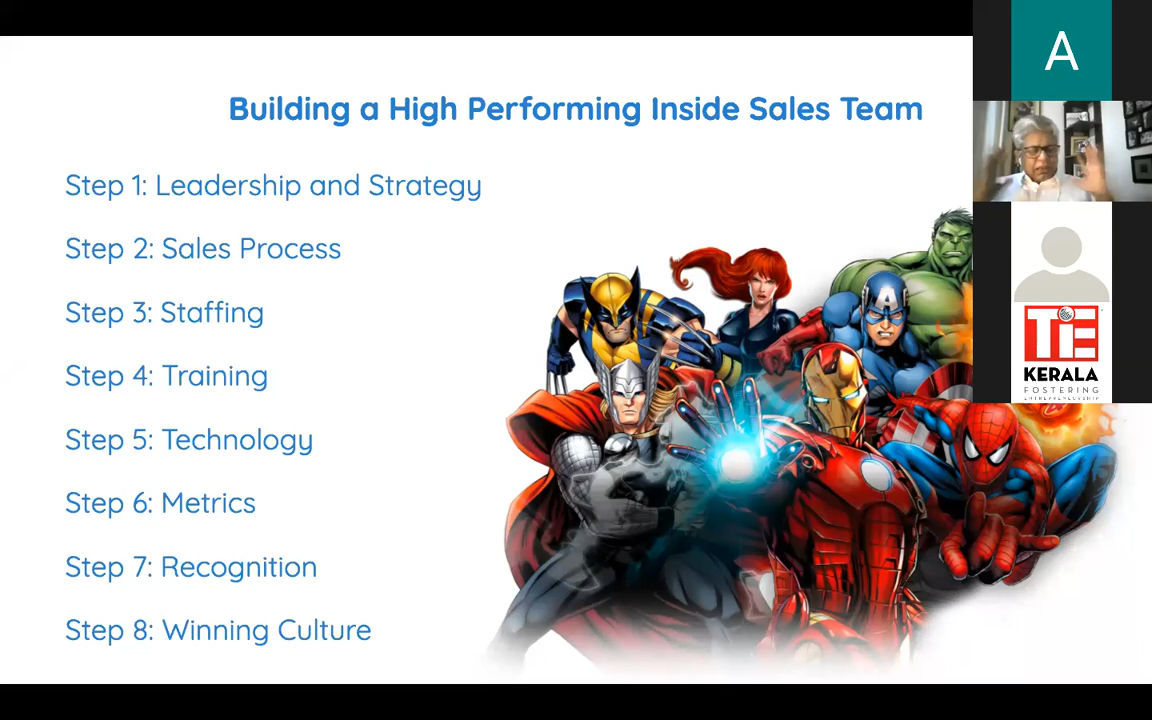 Building a High Performing Inside Sales Team
Step 1: Leadership and Strategy
Step 2: Sales Process
Step 3: Staffing
Step 4: Training
Step 5: Technology
Step 6: Metrics
Step 7: Recognition
Step 8: Winning Culture
A
A
TiE
KERALA
FOSTERING
ENTREPRENEURSHIP